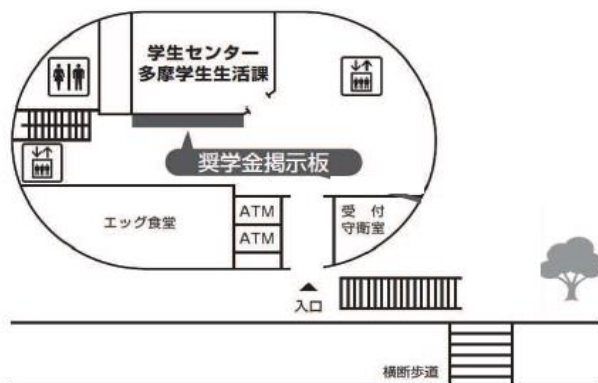 学生センター
多摩学生生活課
奨学金掲示板
エッグ食堂
ATM
ATM
受 付
守衛室
入口
横断歩道